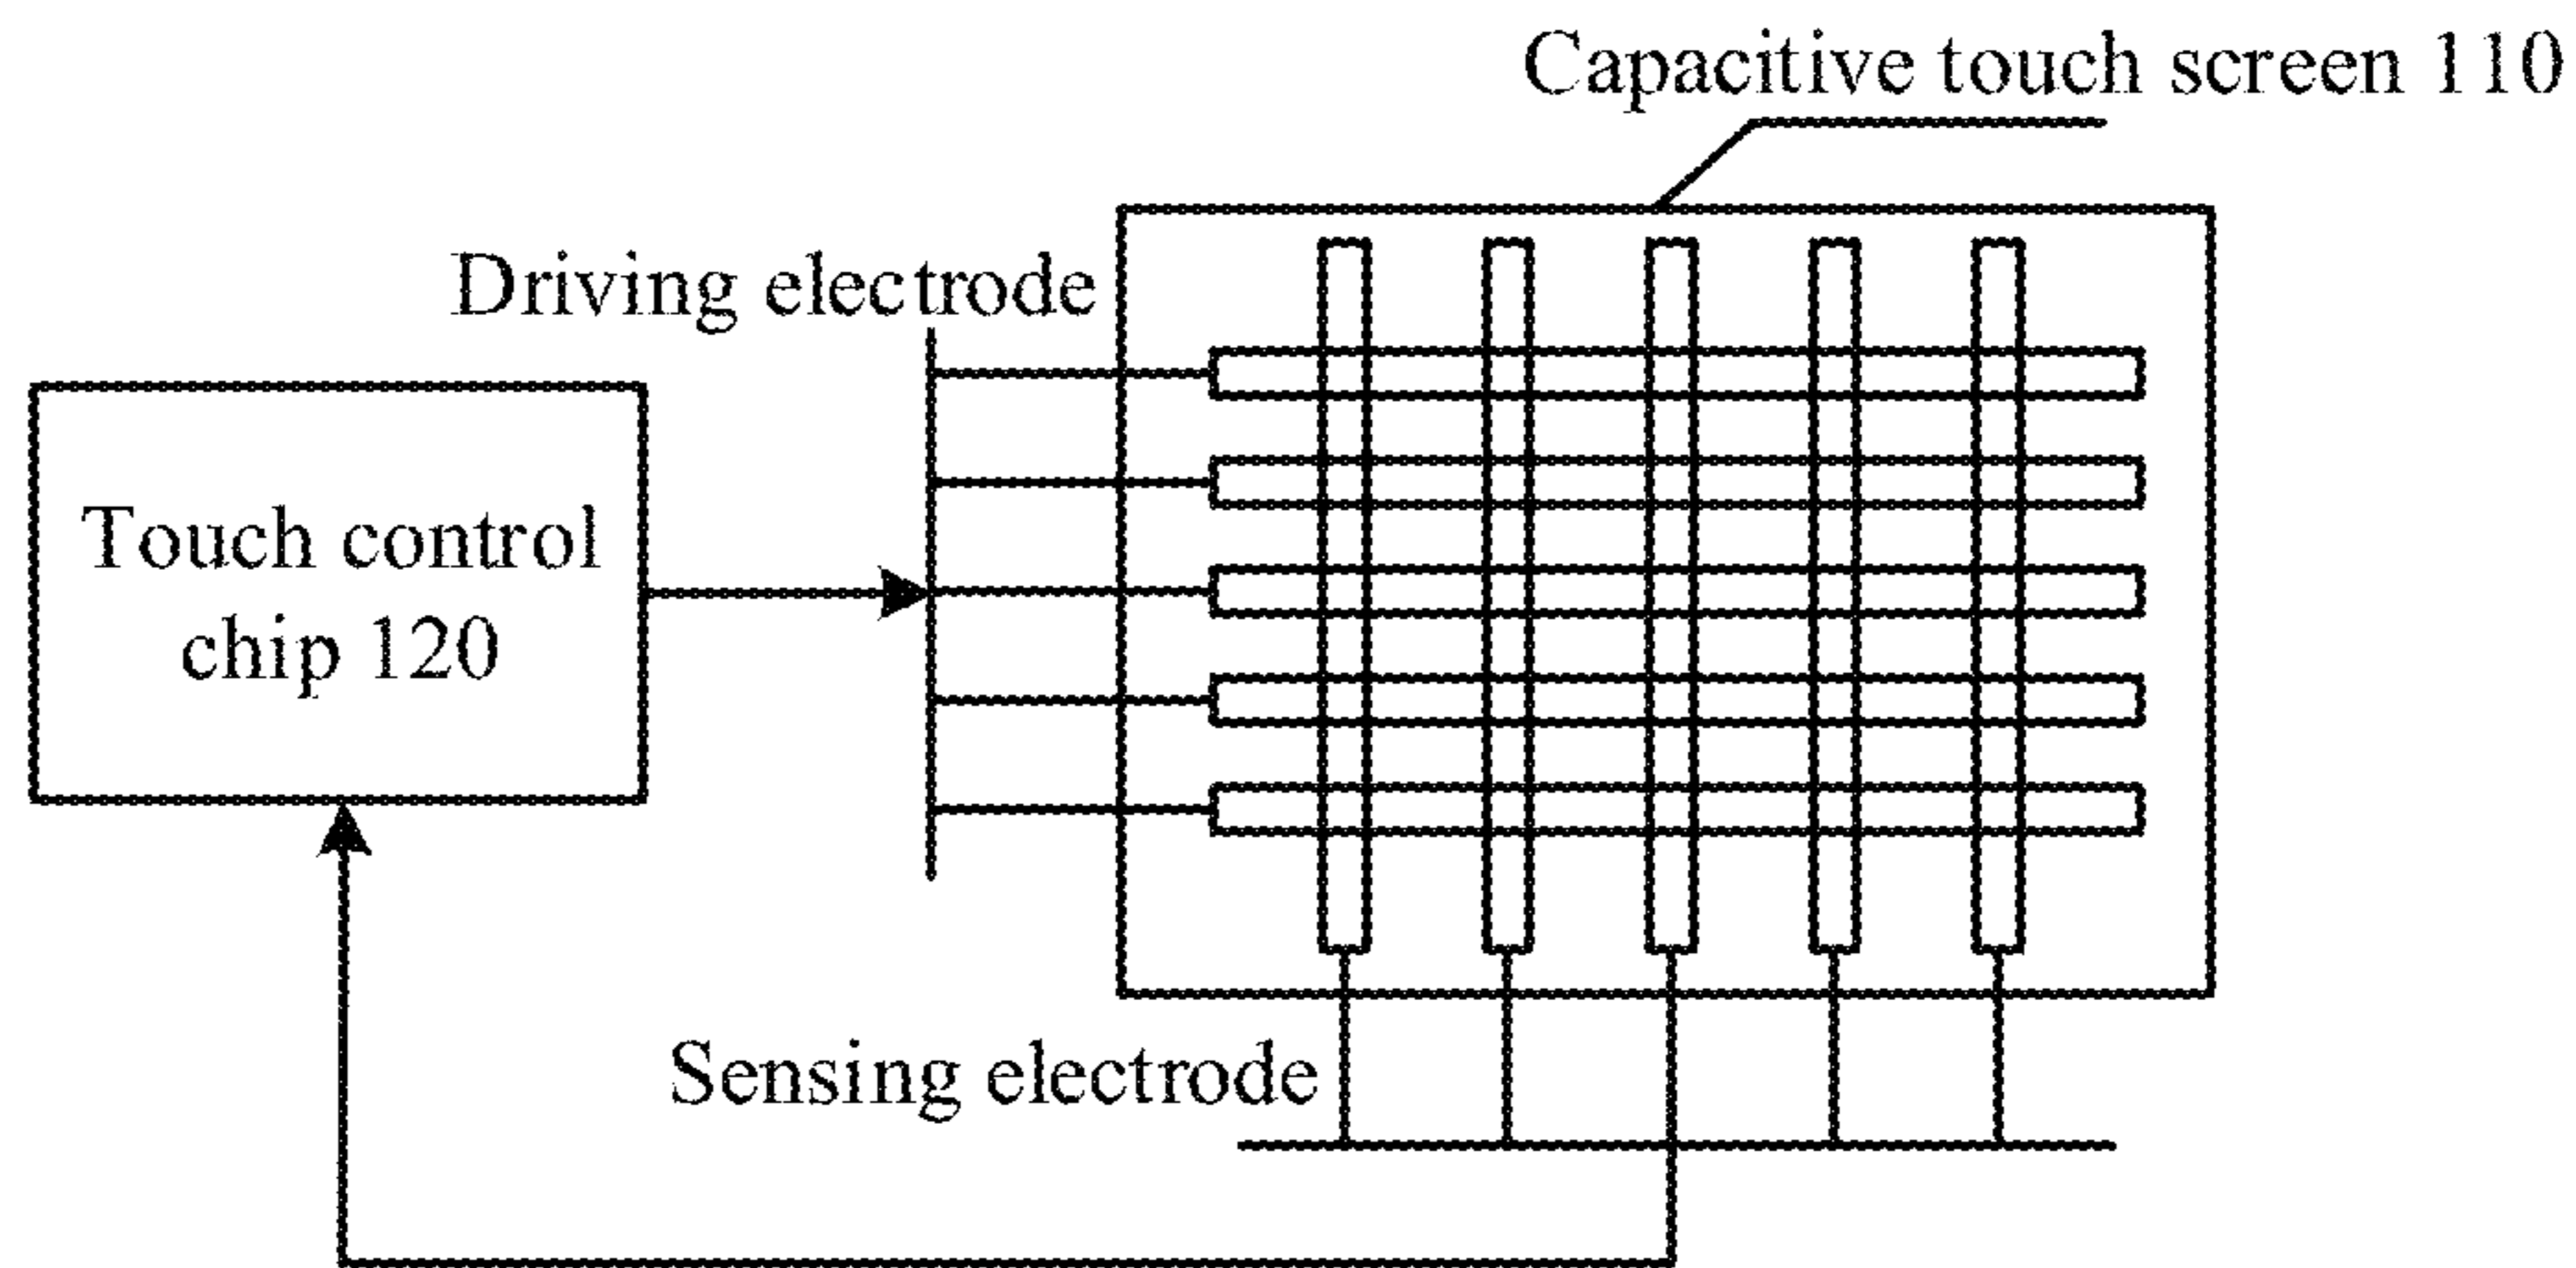 Capacitive touch screen 110
Driving electrode
Touch control
chip 120
Sensing electrode